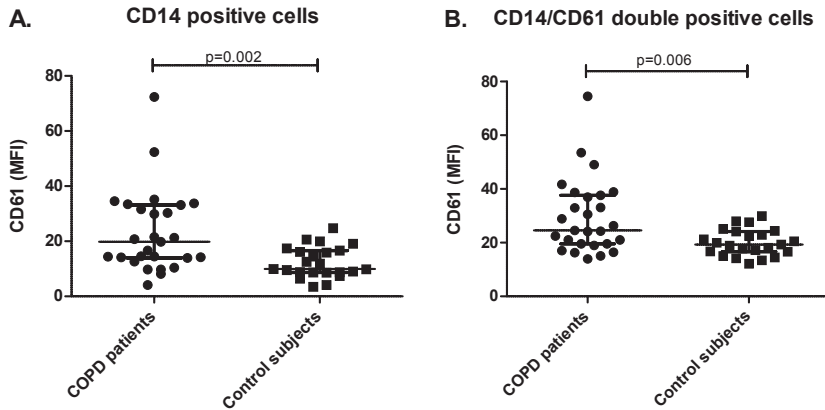 A.
CD14 positive cells
p=0.002
80
60
40
20
0
CD61 (MFI)
COPD patients
Control subjects
B.
CD14/CD61 double positive cells
p=0.006
80
60
40
20
0
CD61 (MFI)
COPD patients
Control subjects